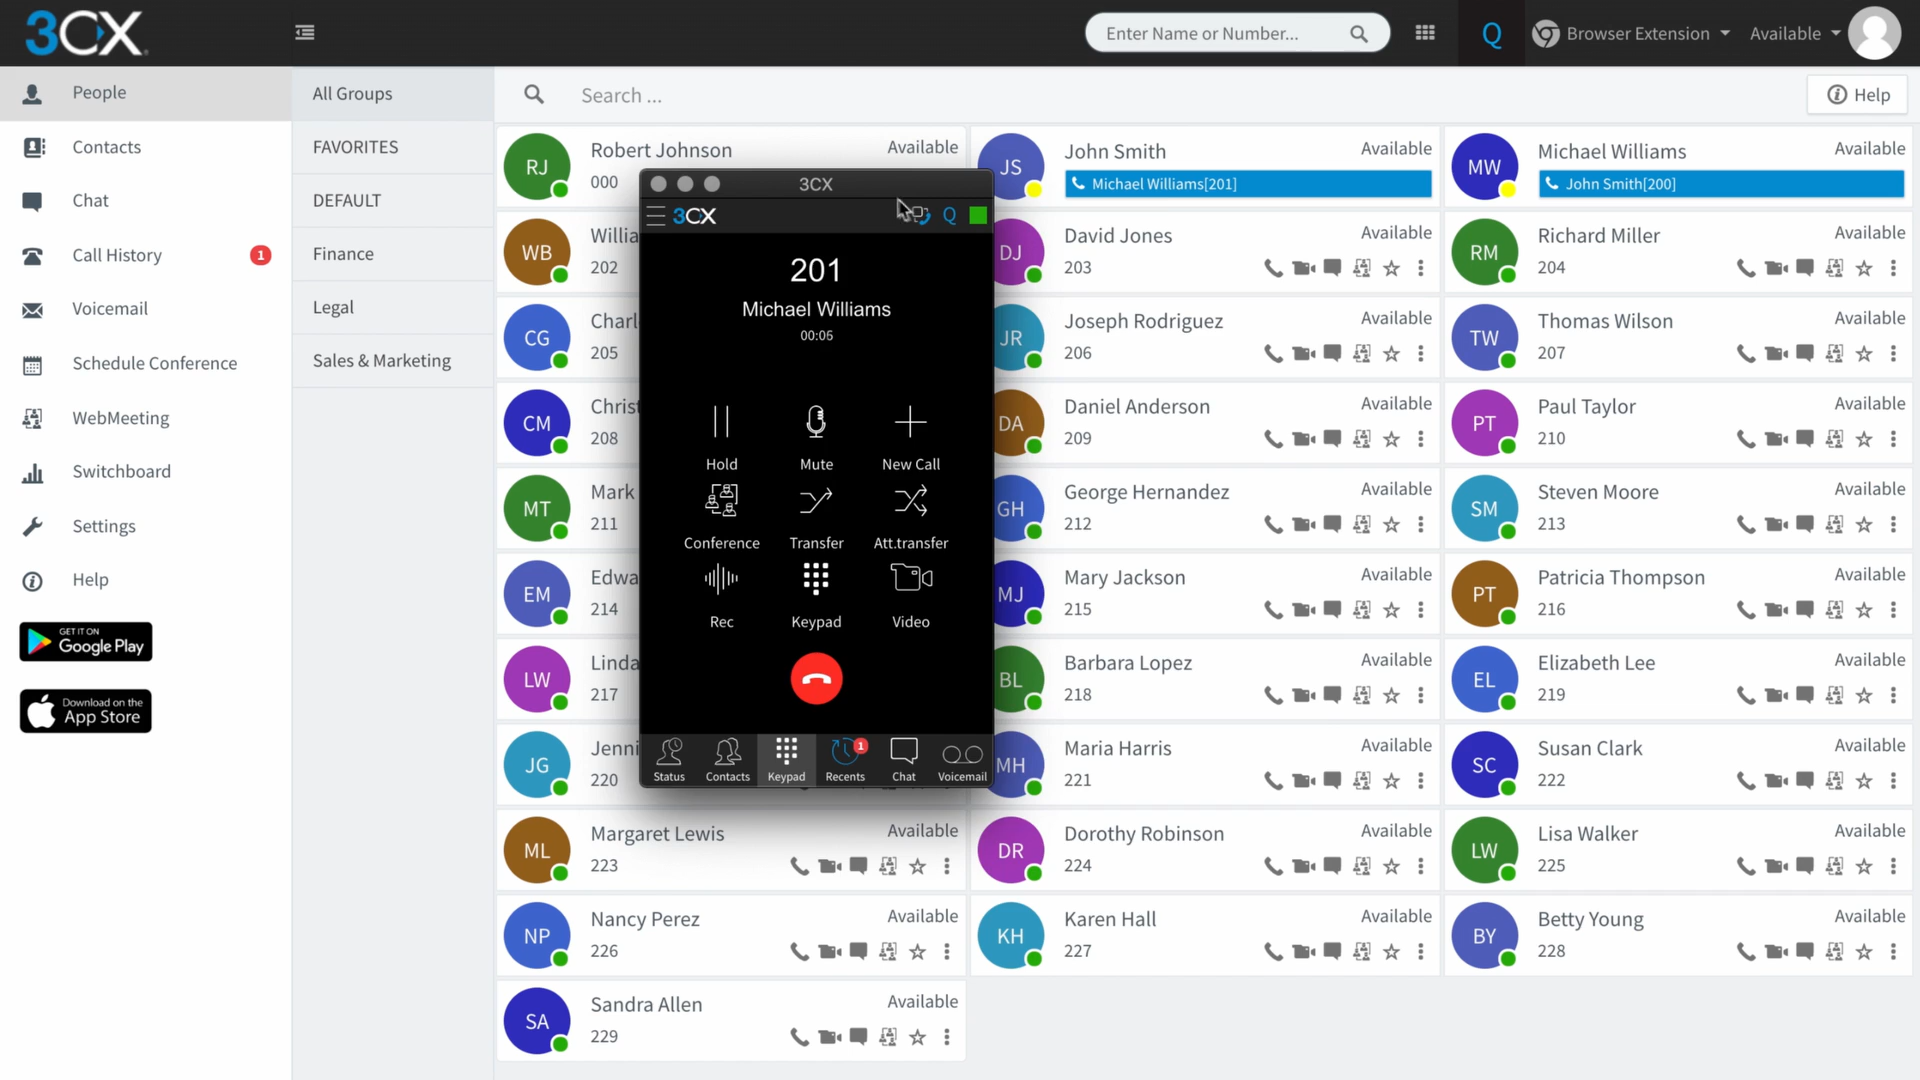 3CX
Enter Name or Number...
Q
Browser Extension
Available
People
Contacts
Chat
Call History
1
Voicemail
Schedule Conference
WebMeeting
Switchboard
Settings
Help
GET IT ON
Google Play
Download on the
App Store
All Groups
FAVORITES
DEFAULT
Finance
Legal
Sales & Marketing
Search ...
Help
RJ
Robert Johnson
Available
000
JS
John Smith
Available
Michael Williams[201]
MW
Michael Williams
Available
John Smith[200]
WB
Willia
202
DJ
David Jones
Available
203
RM
Richard Miller
Available
204
CG
Charl
205
JR
Joseph Rodriguez
Available
206
TW
Thomas Wilson
Available
207
CM
Christ
208
DA
Daniel Anderson
Available
209
PT
Paul Taylor
Available
210
MT
Mark
211
GH
George Hernandez
Available
212
SM
Steven Moore
Available
213
EM
Edwa
214
MJ
Mary Jackson
Available
215
PT
Patricia Thompson
Available
216
LW
Linda
217
BL
Barbara Lopez
Available
218
EL
Elizabeth Lee
Available
219
JG
Jenni
220
MH
Maria Harris
Available
221
SC
Susan Clark
Available
222
ML
Margaret Lewis
Available
223
DR
Dorothy Robinson
Available
224
LW
Lisa Walker
Available
225
NP
Nancy Perez
Available
226
KH
Karen Hall
Available
227
BY
Betty Young
Available
228
SA
Sandra Allen
Available
229
3CX
3CX
Q
201
Michael Williams
00:06
Hold
Mute
New Call
Conference
Transfer
Att.transfer
Rec
Keypad
Video
Status
Contacts
Keypad
1
Recents
Chat
Voicemail